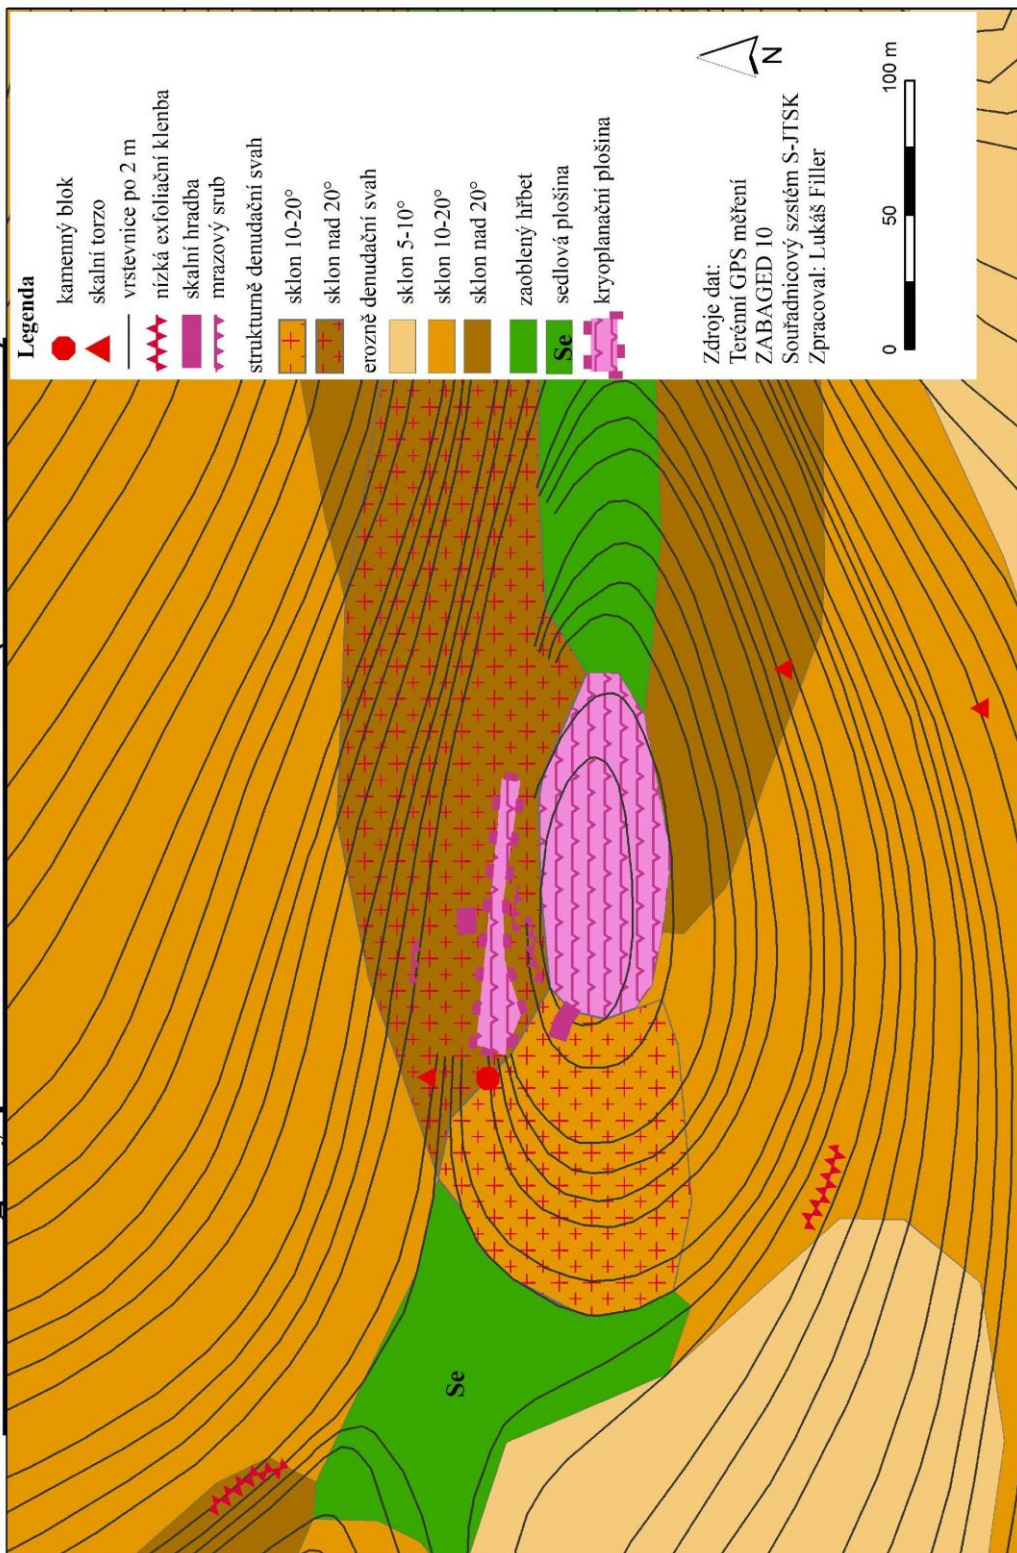 Legenda
kamenný blok
skalní torzo
vrstevnice po 2 m
nízká exfoliační klenba
skalní hradba
mrazový srub
strukturně denudační svah
sklon 10-20°
sklon nad 20°
erozně denudační svah
sklon 5-10°
sklon 10-20°
sklon nad 20°
zaoblený hřbet
Se sedlová plošina
kryoplanační plošina
Zdroje dat:
Terénní GPS měření
ZABAGED 10
Souřadnicový szstém S-JTSK
Zpracoval: Lukáš Filler
N
0 50 100 m
Se